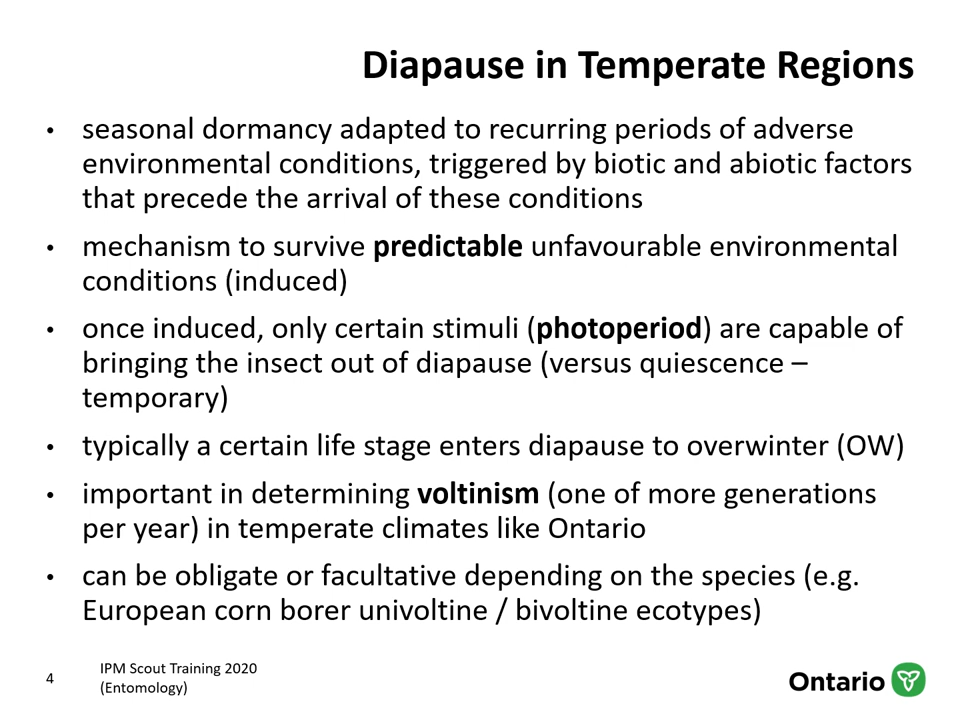 Diapause in Temperate Regions
• seasonal dormancy adapted to recurring periods of adverse
environmental conditions, triggered by biotic and abiotic factors
that precede the arrival of these conditions
• mechanism to survive predictable unfavourable environmental
conditions (induced)
• once induced, only certain stimuli (photoperiod) are capable of
bringing the insect out of diapause (versus quiescence –
temporary)
• typically a certain life stage enters diapause to overwinter (OW)
• important in determining voltinism (one of more generations
per year) in temperate climates like Ontario
• can be obligate or facultative depending on the species (e.g.
European corn borer univoltine / bivoltine ecotypes)
4
IPM Scout Training 2020
(Entomology)
Ontario